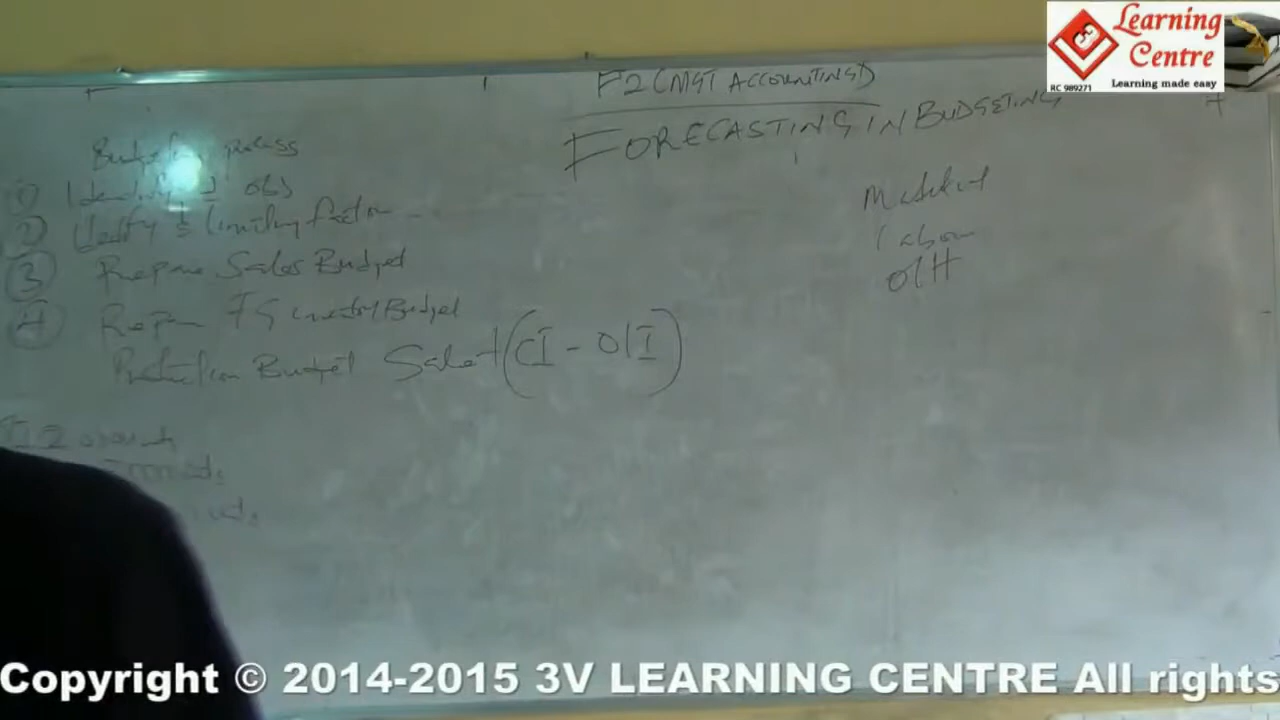 3V Learning
Centre
RC 989271 Learning made easy
F2 (MGT ACCOUNTING)
FORECASTING IN BUDGETING
Budgeting process
① Identify obj
② Identify limiting factor
③ Prepare Sales Budget
④ Prepare FG inventory Budget
Production Budget Sales + (CI - O/I)
Material
Labour
O/H
Copyright © 2014-2015 3V LEARNING CENTRE All rights